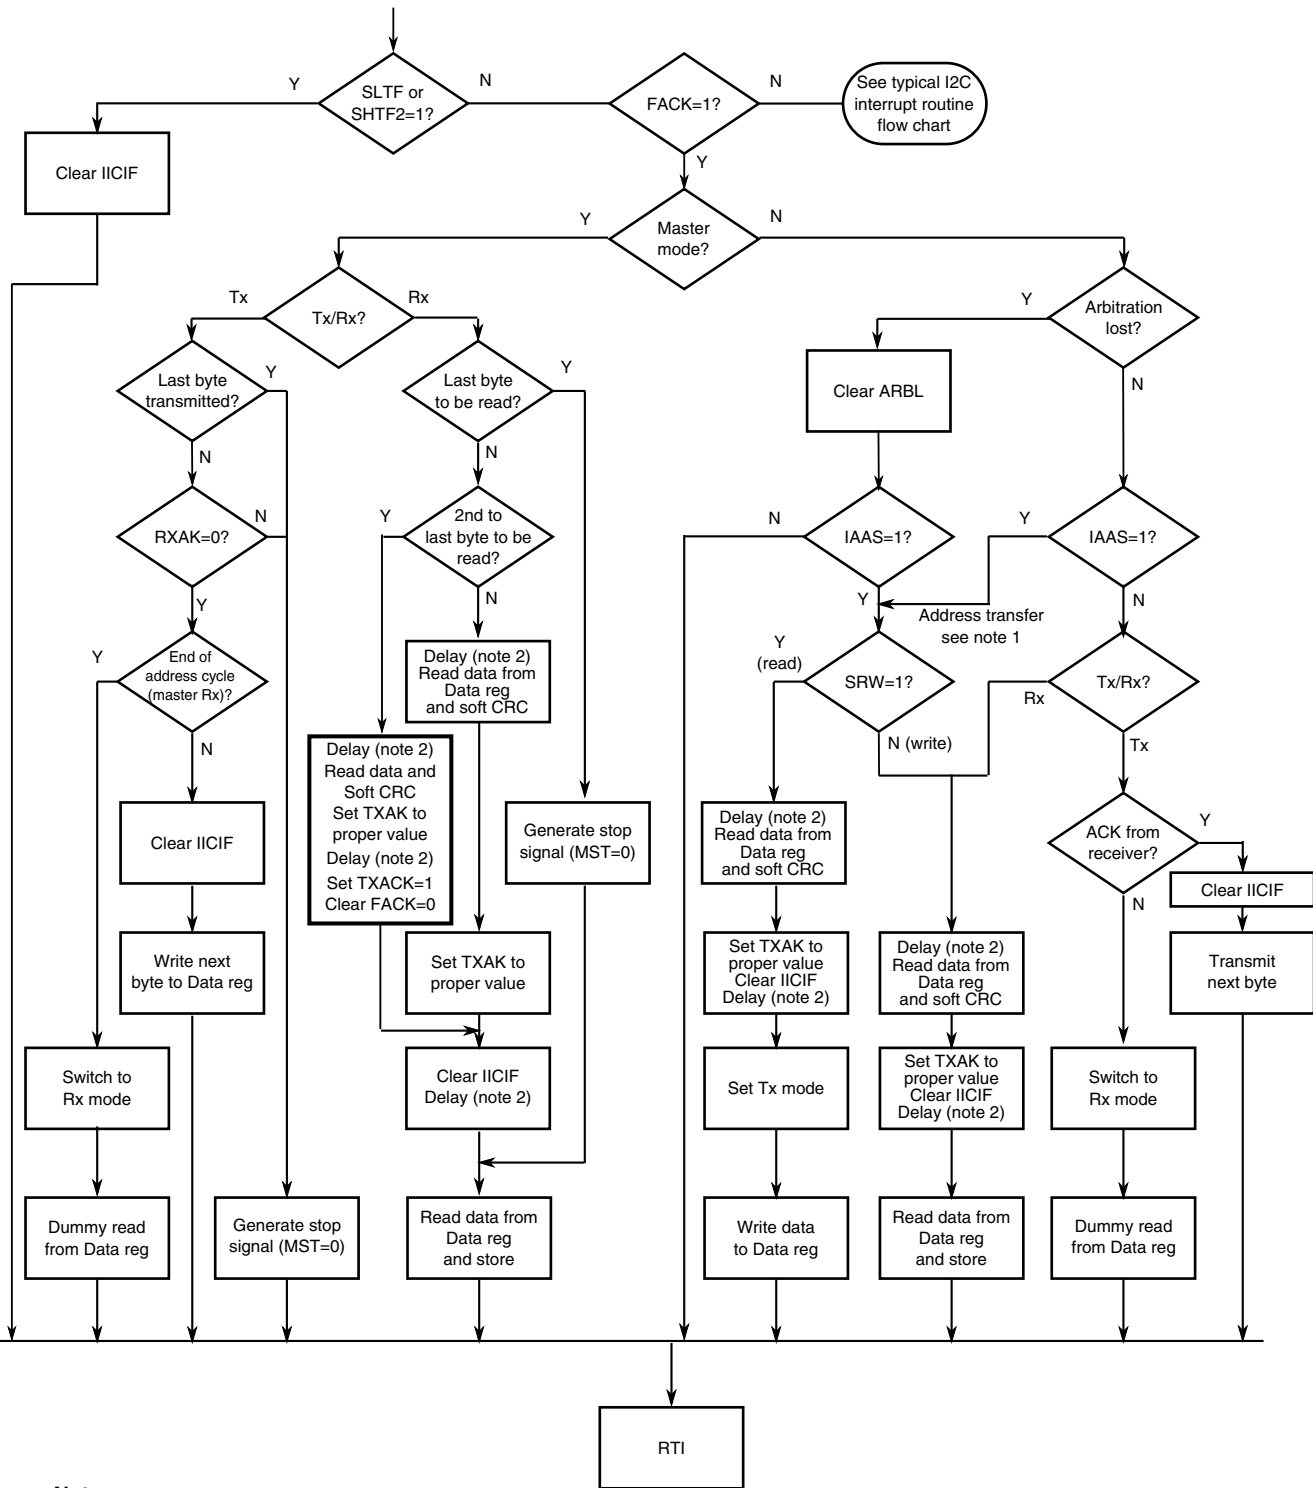 Y
SLTF or
SHTF2=1?
N
FACK=1?
N
See typical I2C
interrupt routine
flow chart
Clear IICIF
Y
Y
Master
mode?
N
Tx
Tx/Rx?
Rx
Y
Arbitration
lost?
Last byte
transmitted?
Y
Last byte
to be read?
Y
Clear ARBL
N
N
N
RXAK=0?
N
Y
2nd to
last byte to be
read?
N
IAAS=1?
Y
IAAS=1?
Y
N
Y
Address transfer
see note 1
N
Y
End of
address cycle
(master Rx)?
Delay (note 2)
Read data from
Data reg
and soft CRC
Y
(read)
SRW=1?
Rx
Tx/Rx?
N
N (write)
Tx
Delay (note 2)
Read data and
Soft CRC
Set TXAK to
proper value
Delay (note 2)
Set TXACK=1
Clear FACK=0
Clear IICIF
Generate stop
signal (MST=0)
Delay (note 2)
Read data from
Data reg
and soft CRC
ACK from
receiver?
Y
Clear IICIF
N
Write next
byte to Data reg
Set TXAK to
proper value
Set TXAK to
proper value
Clear IICIF
Delay (note 2)
Delay (note 2)
Read data from
Data reg
and soft CRC
Transmit
next byte
Switch to
Rx mode
Clear IICIF
Delay (note 2)
Set Tx mode
Set TXAK to
proper value
Clear IICIF
Delay (note 2)
Switch to
Rx mode
Dummy read
from Data reg
Generate stop
signal (MST=0)
Read data from
Data reg
and store
Write data
to Data reg
Read data from
Data reg
and store
Dummy read
from Data reg
RTI